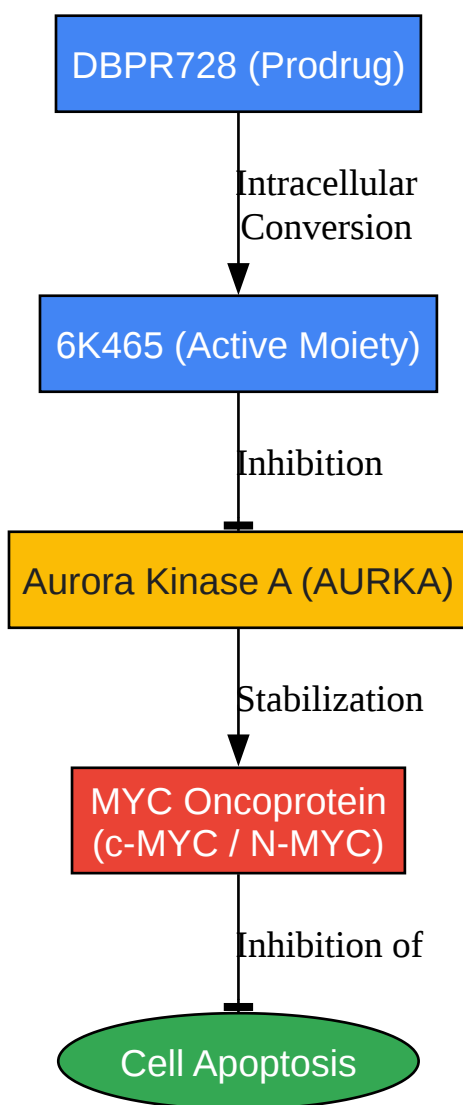 DBPR728 (Prodrug)
Intracellular
Conversion
6K465 (Active Moiety)
Inhibition
Aurora Kinase A (AURKA)
Stabilization
MYC Oncoprotein
(c-MYC / N-MYC)
Inhibition of
Cell Apoptosis